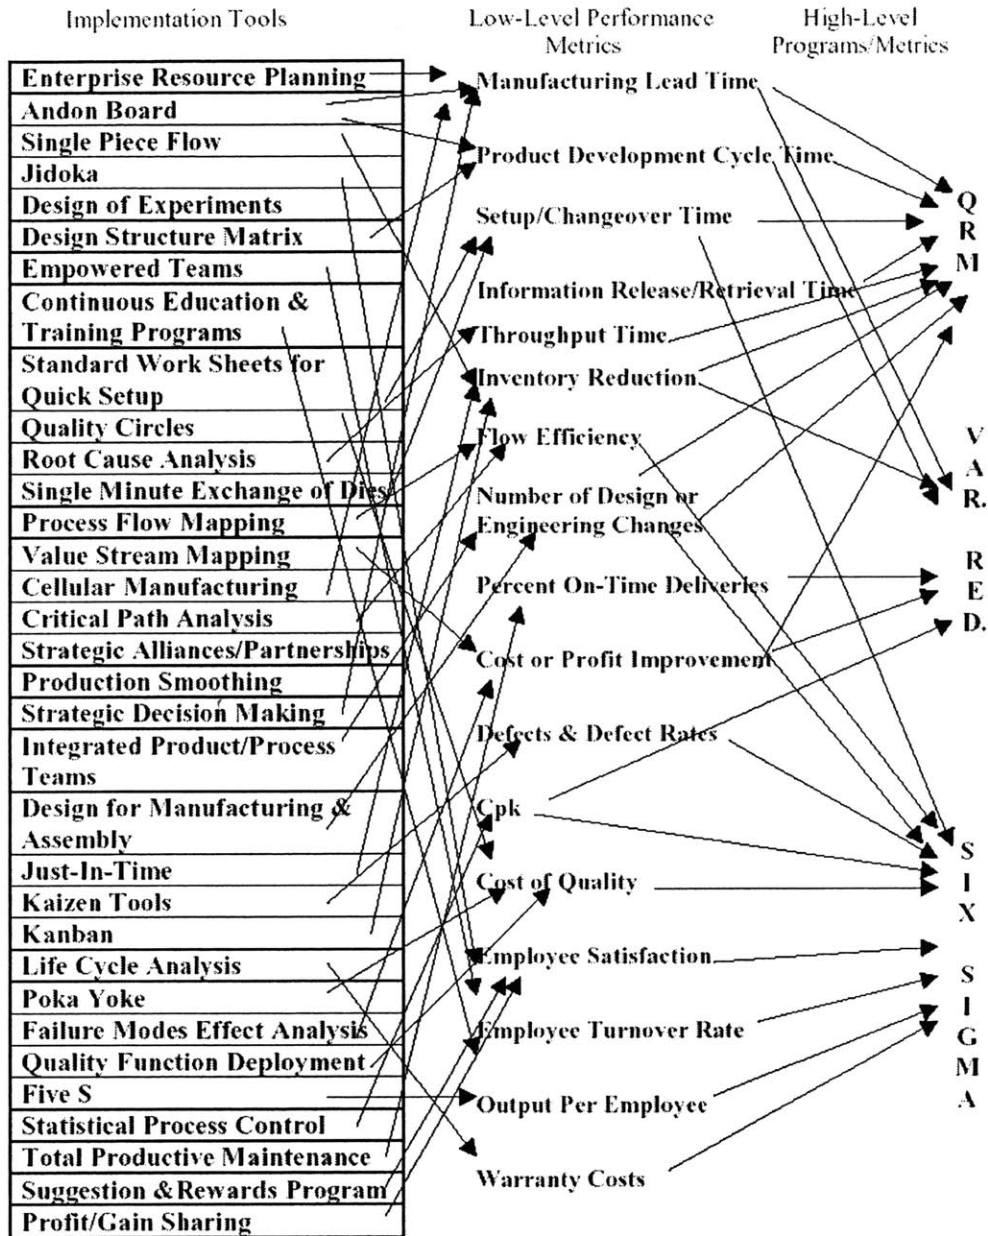 Implementation Tools
Low-Level Performance
Metrics
High-Level
Programs/Metrics
Enterprise Resource Planning
Andon Board
Single Piece Flow
Jidoka
Design of Experiments
Design Structure Matrix
Empowered Teams
Continuous Education &
Training Programs
Standard Work Sheets for
Quick Setup
Quality Circles
Root Cause Analysis
Single Minute Exchange of Dies
Process Flow Mapping
Value Stream Mapping
Cellular Manufacturing
Critical Path Analysis
Strategic Alliances/Partnerships
Production Smoothing
Strategic Decision Making
Integrated Product/Process
Teams
Design for Manufacturing &
Assembly
Just-In-Time
Kaizen Tools
Kanban
Life Cycle Analysis
Poka Yoke
Failure Modes Effect Analysis
Quality Function Deployment
Five S
Statistical Process Control
Total Productive Maintenance
Suggestion &Rewards Program
Profit/Gain Sharing
Manufacturing Lead Time
Product Development Cycle Time
Setup/Changeover Time
Information Release/Retrieval Time
Throughput Time
Inventory Reduction
Flow Efficiency
Number of Design or
Engineering Changes
Percent On-Time Deliveries
Cost or Profit Improvement
Defects & Defect Rates
Cpk
Cost of Quality
Employee Satisfaction
Employee Turnover Rate
Output Per Employee
Warranty Costs
Q
R
M
V
A
R.
R
E
D.
S
I
X
S
I
G
M
A